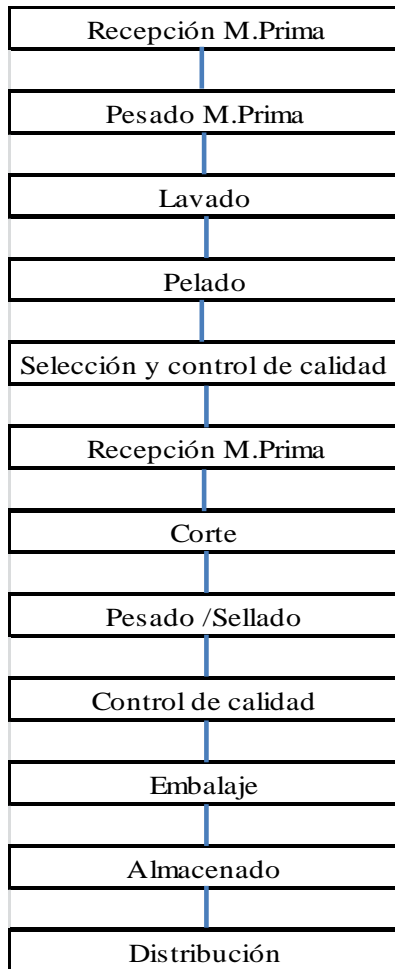 Recepción M.Prima
Pesado M.Prima
Lavado
Pelado
Selección y control de calidad
Recepción M.Prima
Corte
Pesado /Sellado
Control de calidad
Embalaje
Almacenado
Distribución